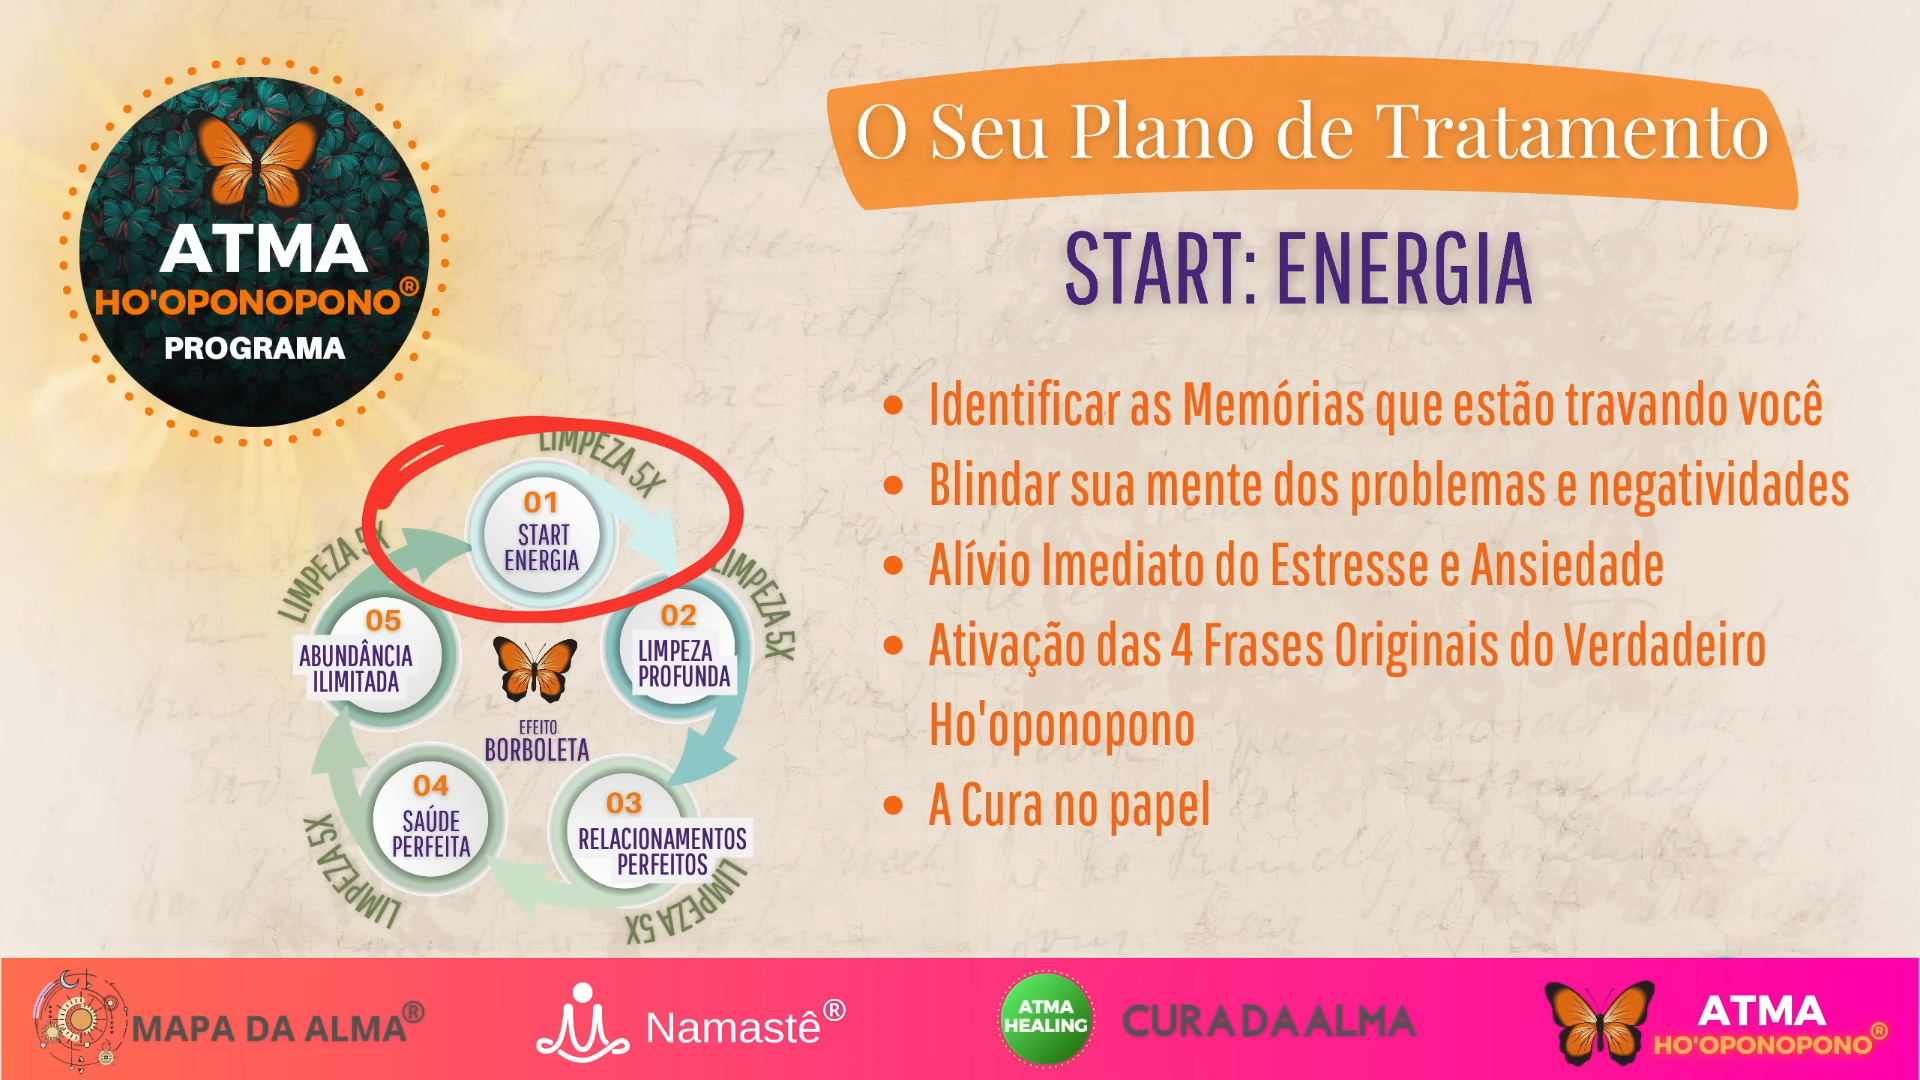 O Seu Plano de Tratamento
START: ENERGIA
ATMA
HO'OPONOPONO®
PROGRAMA
Identificar as Memórias que estão travando você
Blindar sua mente dos problemas e negatividades
Alívio Imediato do Estresse e Ansiedade
Ativação das 4 Frases Originais do Verdadeiro
Ho'oponopono
A Cura no papel
LIMPEZA 5X
01
START
ENERGIA
LIMPEZA 5X
02
LIMPEZA
PROFUNDA
LIMPEZA 5X
03
RELACIONAMENTOS
PERFEITOS
LIMPEZA 5X
04
SAÚDE
PERFEITA
LIMPEZA 5X
05
ABUNDÂNCIA
ILIMITADA
EFEITO
BORBOLETA
MAPA DA ALMA®
Namastê®
ATMA
HEALING
CURA DA ALMA
ATMA
HO'OPONOPONO®